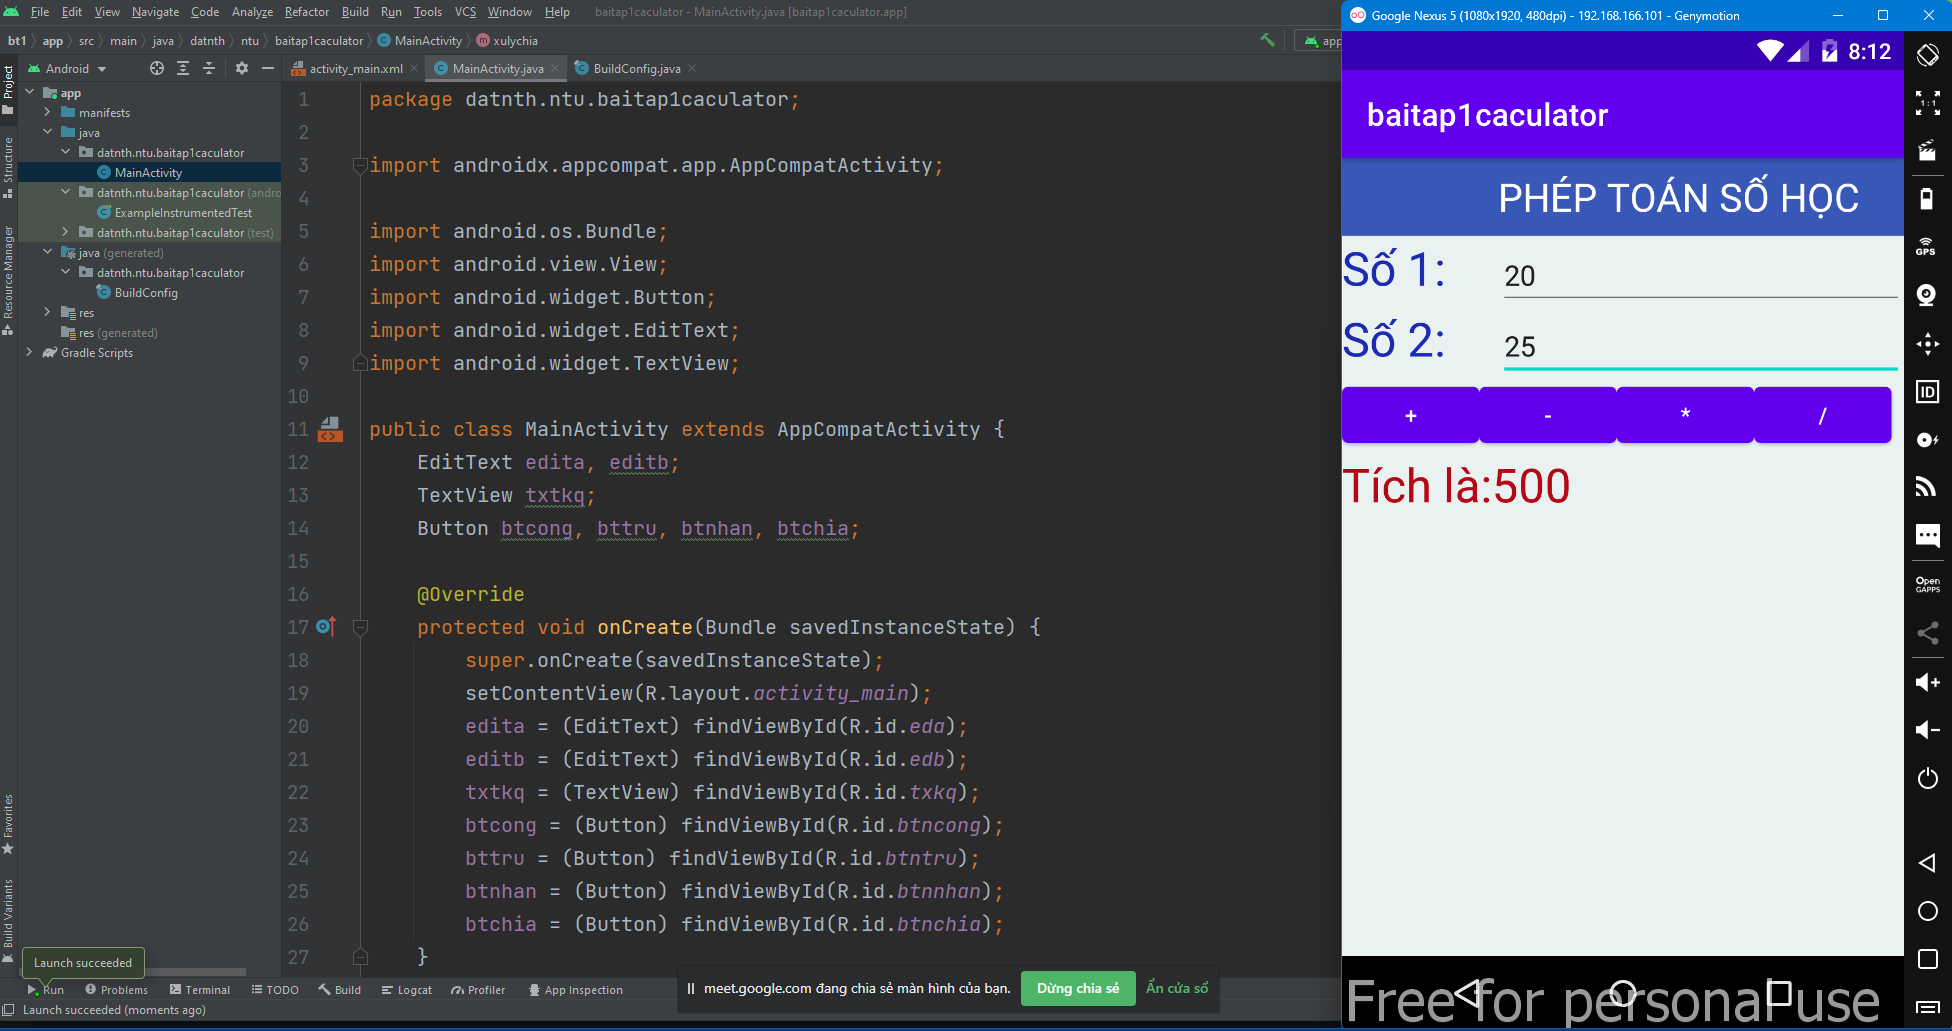 File Edit View Navigate Code Analyze Refactor Build Run Tools VCS Window Help baitap1caculator - MainActivity.java [baitap1caculator.app]
bt1 app src main java datnth ntu baitap1caculator MainActivity xulychia app
Android
activity_main.xml MainActivity.java BuildConfig.java
Project
Structure
Resource Manager
Favorites
Build Variants
app
manifests
java
datnth.ntu.baitap1caculator
MainActivity
datnth.ntu.baitap1caculator (andro
ExampleInstrumentedTest
datnth.ntu.baitap1caculator (test)
java (generated)
datnth.ntu.baitap1caculator
BuildConfig
res
res (generated)
Gradle Scripts
1 package datnth.ntu.baitap1caculator;
2
3 import androidx.appcompat.app.AppCompatActivity;
4
5 import android.os.Bundle;
6 import android.view.View;
7 import android.widget.Button;
8 import android.widget.EditText;
9 import android.widget.TextView;
10
11 public class MainActivity extends AppCompatActivity {
12 EditText edita, editb;
13 TextView txtkq;
14 Button btcong, bttru, btnhan, btchia;
15
16 @Override
17 protected void onCreate(Bundle savedInstanceState) {
18 super.onCreate(savedInstanceState);
19 setContentView(R.layout.activity_main);
20 edita = (EditText) findViewById(R.id.eda);
21 editb = (EditText) findViewById(R.id.edb);
22 txtkq = (TextView) findViewById(R.id.txkq);
23 btcong = (Button) findViewById(R.id.btncong);
24 bttru = (Button) findViewById(R.id.btntru);
25 btnhan = (Button) findViewById(R.id.btnnhan);
26 btchia = (Button) findViewById(R.id.btnchia);
27 }
Launch succeeded
Run Problems Terminal TODO Build Logcat Profiler App Inspection
Launch succeeded (moments ago)
meet.google.com đang chia sẻ màn hình của bạn. Dừng chia sẻ Ẩn cửa sổ
Google Nexus 5 (1080x1920, 480dpi) - 192.168.166.101 - Genymotion
8:12
baitap1caculator
PHÉP TOÁN SỐ HỌC
Số 1: 20
Số 2: 25
+ - * /
Tích là:500
Free for personal use
1:1
GPS
ID
Open
GAPPS